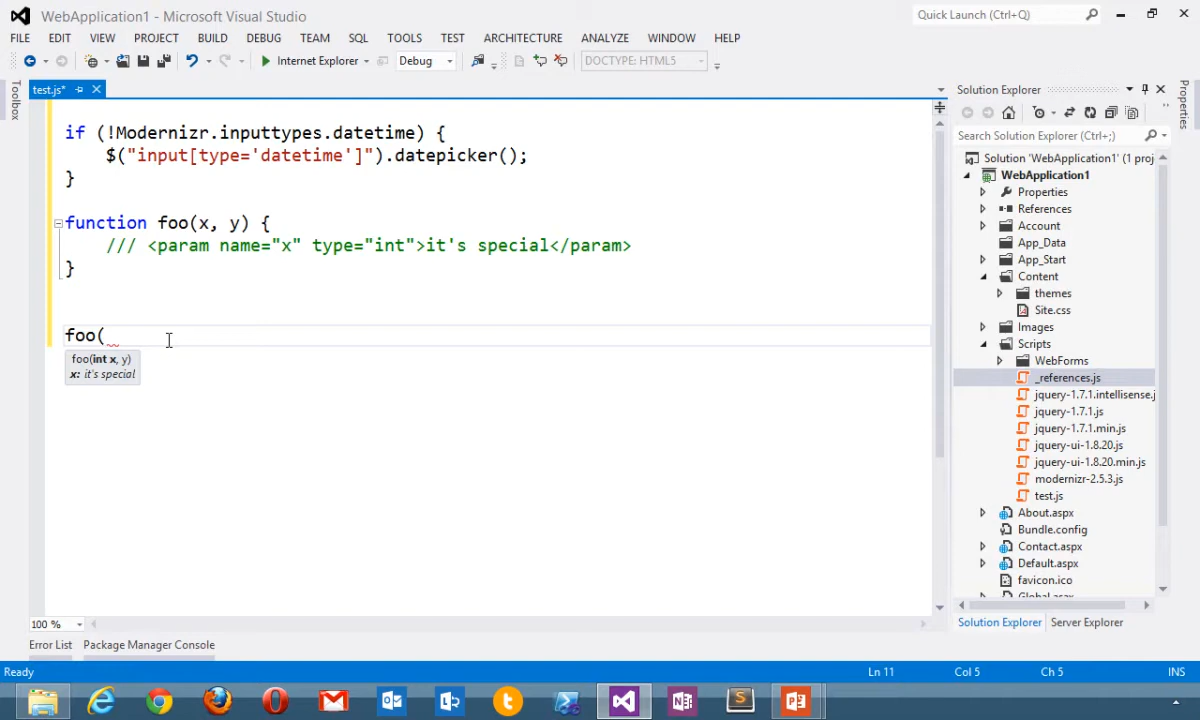 WebApplication1 - Microsoft Visual Studio
Quick Launch (Ctrl+Q)
FILE EDIT VIEW PROJECT BUILD DEBUG TEAM SQL TOOLS TEST ARCHITECTURE ANALYZE WINDOW HELP
Internet Explorer Debug DOCTYPE: HTML5
Toolbox
test.js*
if (!Modernizr.inputtypes.datetime) {
$("input[type='datetime']").datepicker();
}
function foo(x, y) {
/// <param name="x" type="int">it's special</param>
}
foo(
foo(int x, y)
x: it's special
100 %
Error List Package Manager Console
Solution Explorer
Search Solution Explorer (Ctrl+;)
Solution 'WebApplication1' (1 proj
WebApplication1
Properties
References
Account
App_Data
App_Start
Content
themes
Site.css
Images
Scripts
WebForms
_references.js
jquery-1.7.1.intellisense.j
jquery-1.7.1.js
jquery-1.7.1.min.js
jquery-ui-1.8.20.js
jquery-ui-1.8.20.min.js
modernizr-2.5.3.js
test.js
About.aspx
Bundle.config
Contact.aspx
Default.aspx
favicon.ico
Global.asax
Solution Explorer Server Explorer
Properties
Ready Ln 11 Col 5 Ch 5 INS